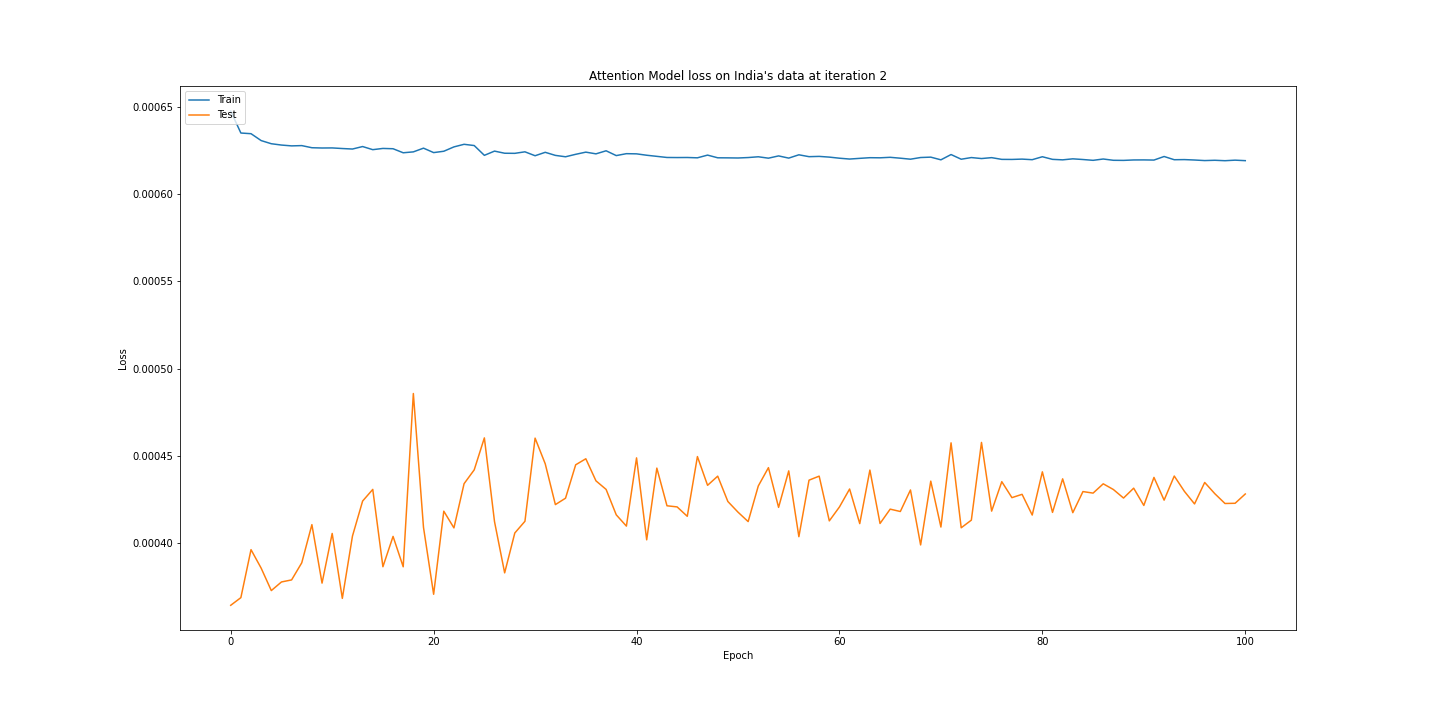 Attention Model loss on India's data at iteration 2
Train
Test
0.00065
0.00060
0.00055
0.00050
0.00045
0.00040
Loss
0 20 40 60 80 100
Epoch